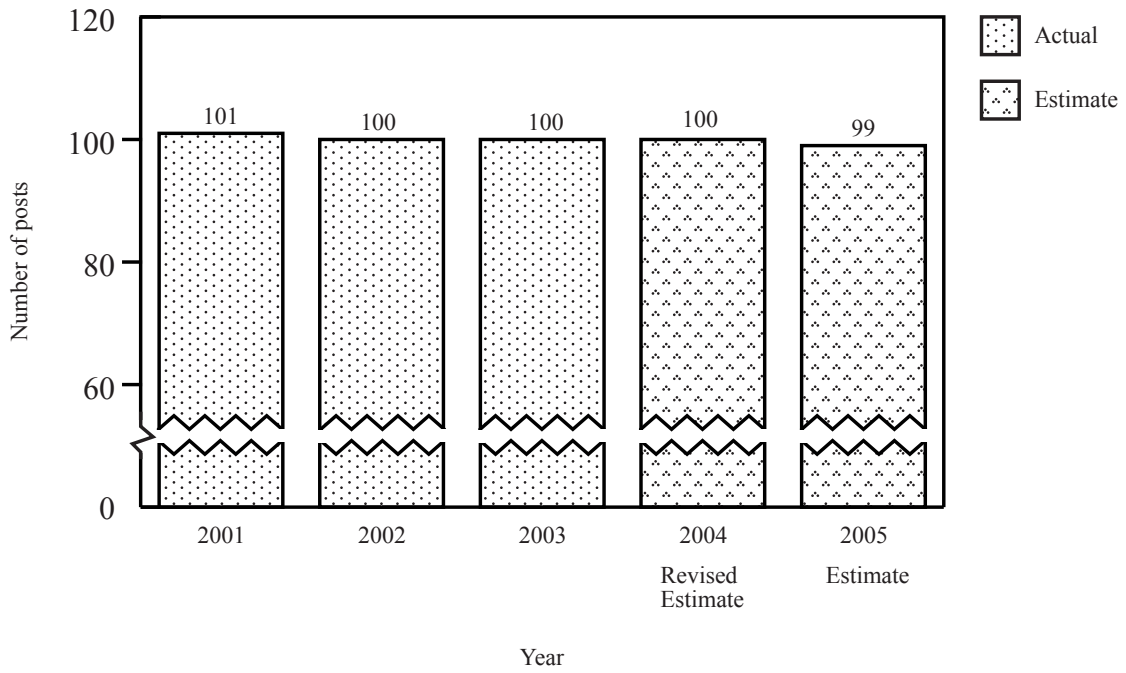 120
100
80
60
0
Number of posts
101
100
100
100
99
Actual
Estimate
2001
2002
2003
2004
2005
Revised
Estimate
Estimate
Year